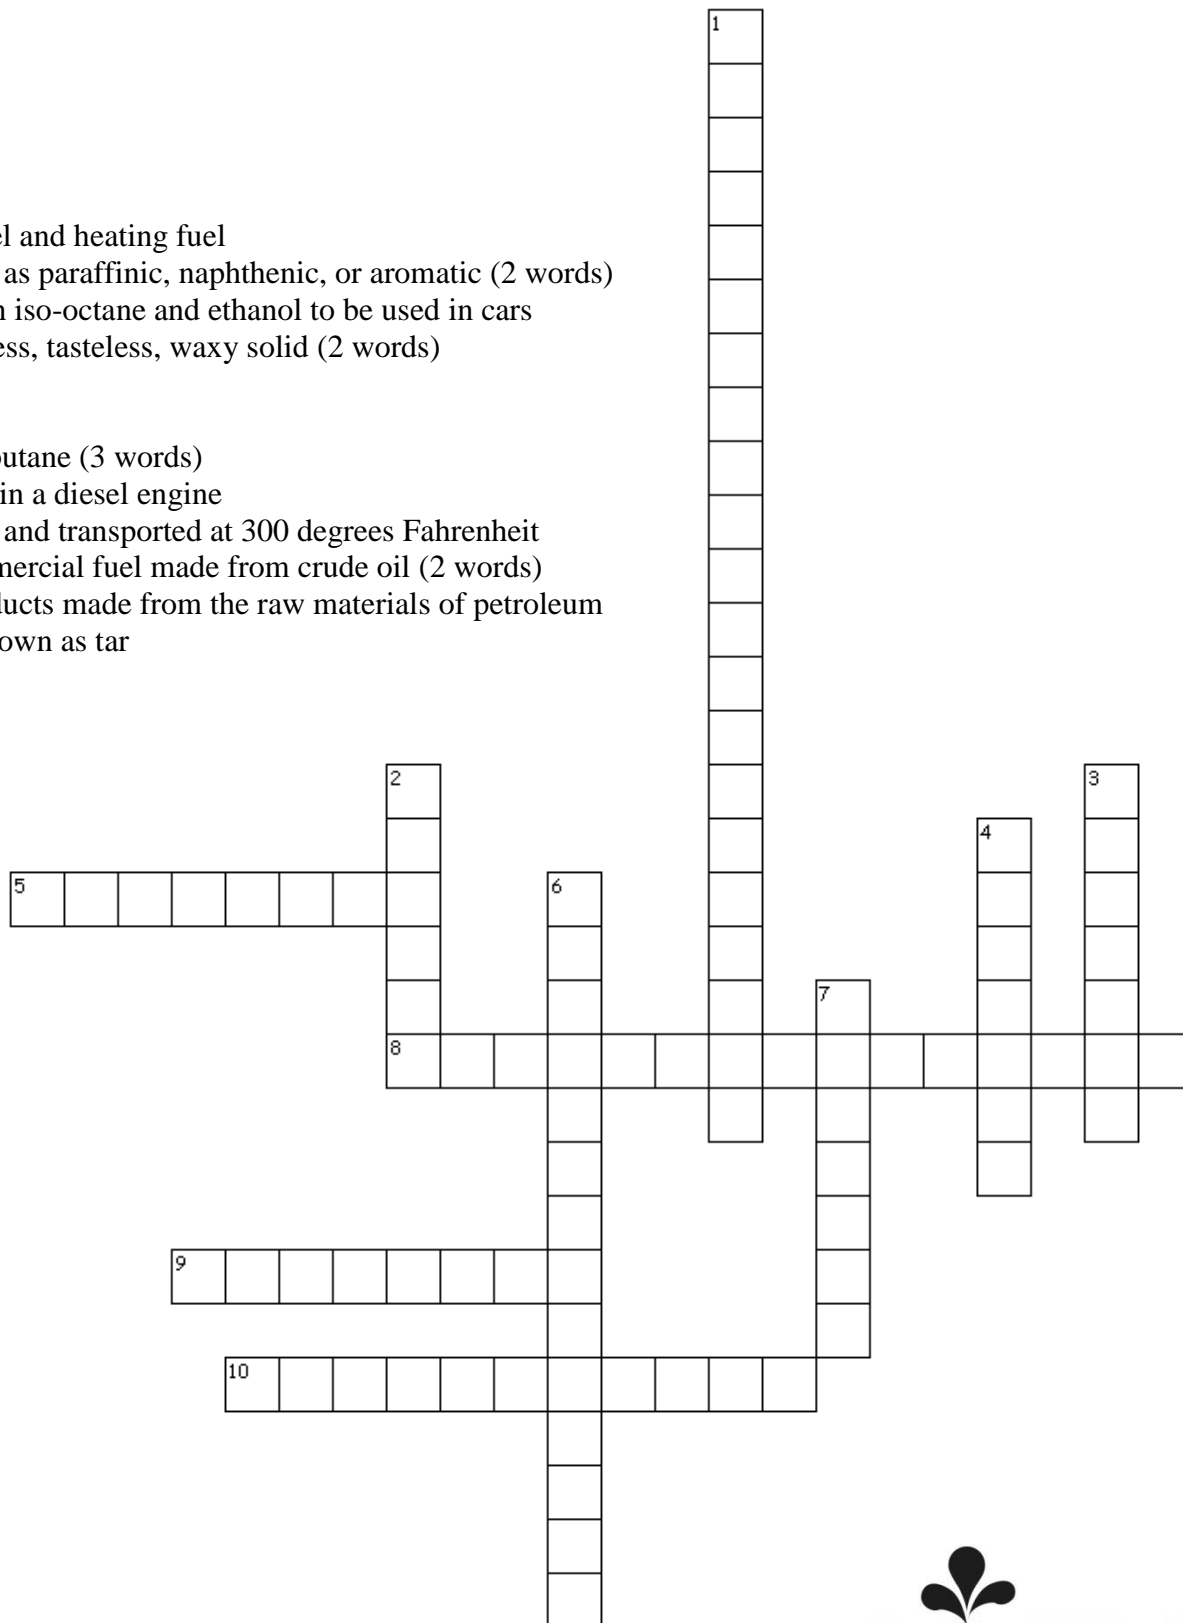 el and heating fuel
as paraffinic, naphthenic, or aromatic (2 words)
n iso-octane and ethanol to be used in cars
ess, tasteless, waxy solid (2 words)
butane (3 words)
in a diesel engine
and transported at 300 degrees Fahrenheit
mercial fuel made from crude oil (2 words)
ducts made from the raw materials of petroleum
own as tar
1
2
3
4
5
6
7
8
9
10